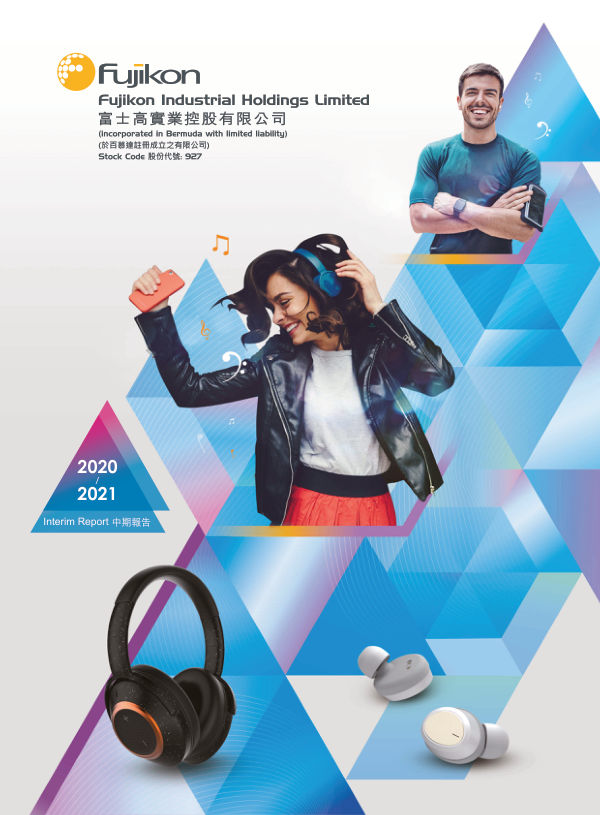 Fujikon
Fujikon Industrial Holdings Limited
富士高實業控股有限公司
(Incorporated in Bermuda with limited liability)
(於百慕達註冊成立之有限公司)
Stock Code 股份代號: 927
2020
/
2021
Interim Report 中期報告